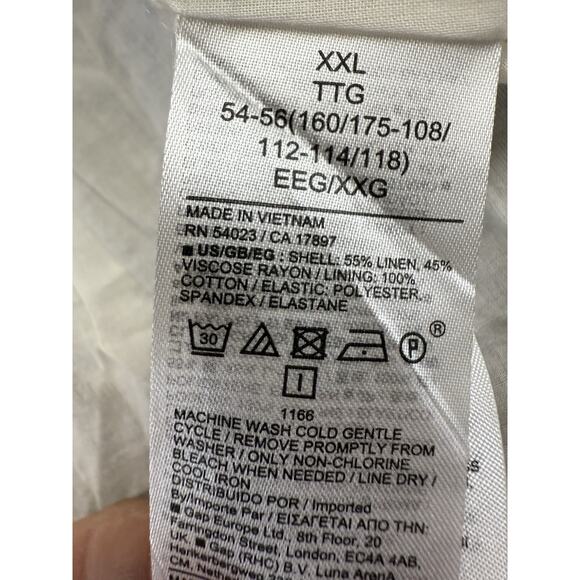 XXL
TTG
54-56(160/175-108/
112-114/118)
EEG/XXG
MADE IN VIETNAM
RN 54023 / CA 17897
■ US/GB/EG : SHELL: 55% LINEN, 45%
VISCOSE RAYON / LINING: 100%
COTTON / ELASTIC: POLYESTER,
SPANDEX / ELASTANE
30 P ®
1166
MACHINE WASH COLD GENTLE
CYCLE / REMOVE PROMPTLY FROM
WASHER / ONLY NON-CHLORINE
BLEACH WHEN NEEDED / LINE DRY /
COOL IRON
DISTRIBUIDO POR / Imported
By/Importe Par / ΕΙΣΑΓΕΤΑΙ ΑΠΟ ΤΗΝ:
■ Gap Europe Ltd., 8th Floor, 20
Farringdon Street, London, EC4A 4AB,
UK. ■ Gap (RHC) B.V. Luna Arena
CM. Netherlands